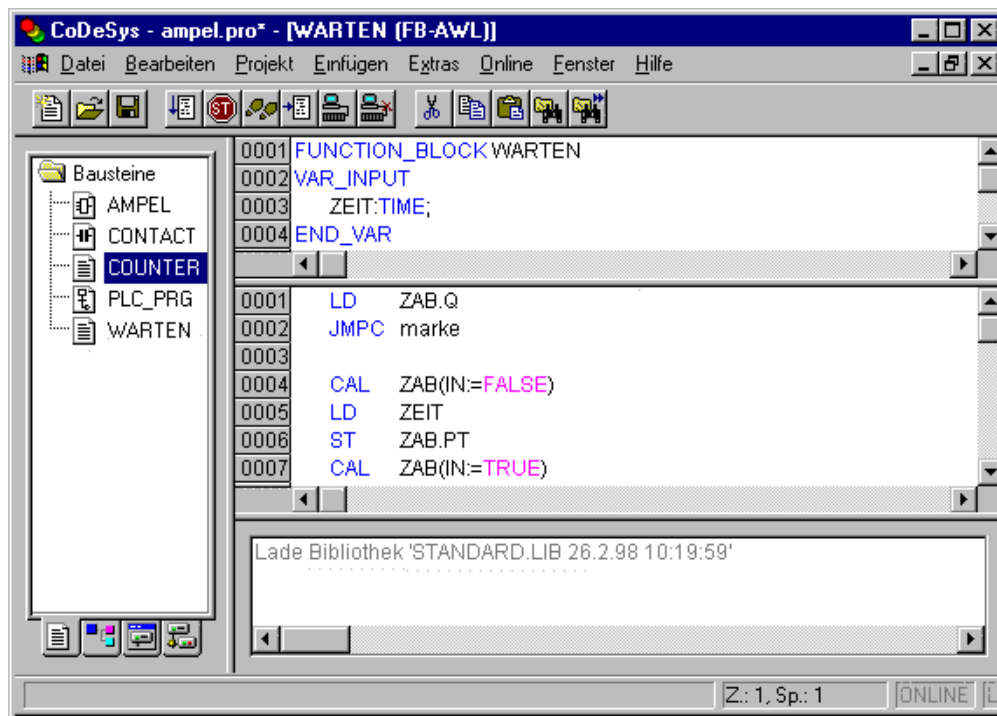 CoDeSys - ampel.pro* - [WARTEN (FB-AWL)]
Datei Bearbeiten Projekt Einfügen Extras Online Fenster Hilfe
ST
Bausteine
AMPEL
CONTACT
COUNTER
PLC_PRG
WARTEN
0001 FUNCTION_BLOCK WARTEN
0002 VAR_INPUT
0003 ZEIT:TIME;
0004 END_VAR
0001 LD ZAB.Q
0002 JMPC marke
0003
0004 CAL ZAB(IN:=FALSE)
0005 LD ZEIT
0006 ST ZAB.PT
0007 CAL ZAB(IN:=TRUE)
Lade Bibliothek 'STANDARD.LIB 26.2.98 10:19:59'
Z.: 1, Sp.: 1 ONLINE